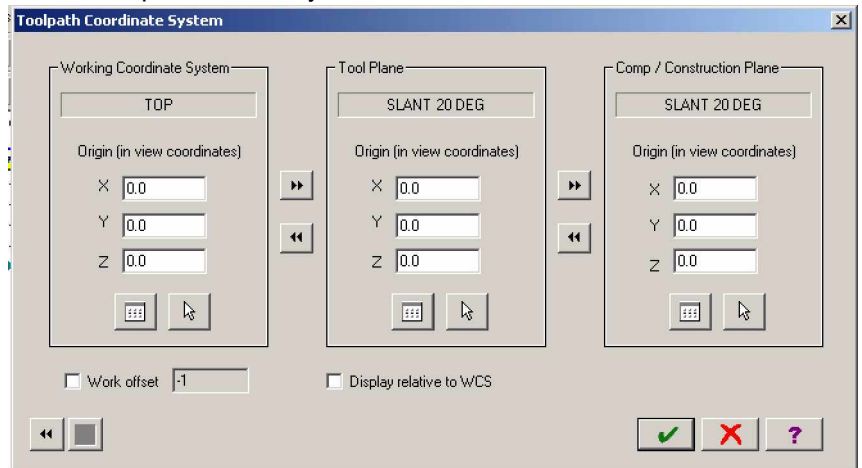 Toolpath Coordinate System
Working Coordinate System
TOP
Origin (in view coordinates)
X 0.0
Y 0.0
Z 0.0
Tool Plane
SLANT 20 DEG
Origin (in view coordinates)
X 0.0
Y 0.0
Z 0.0
Comp / Construction Plane
SLANT 20 DEG
Origin (in view coordinates)
X 0.0
Y 0.0
Z 0.0
Work offset -1
Display relative to WCS
?